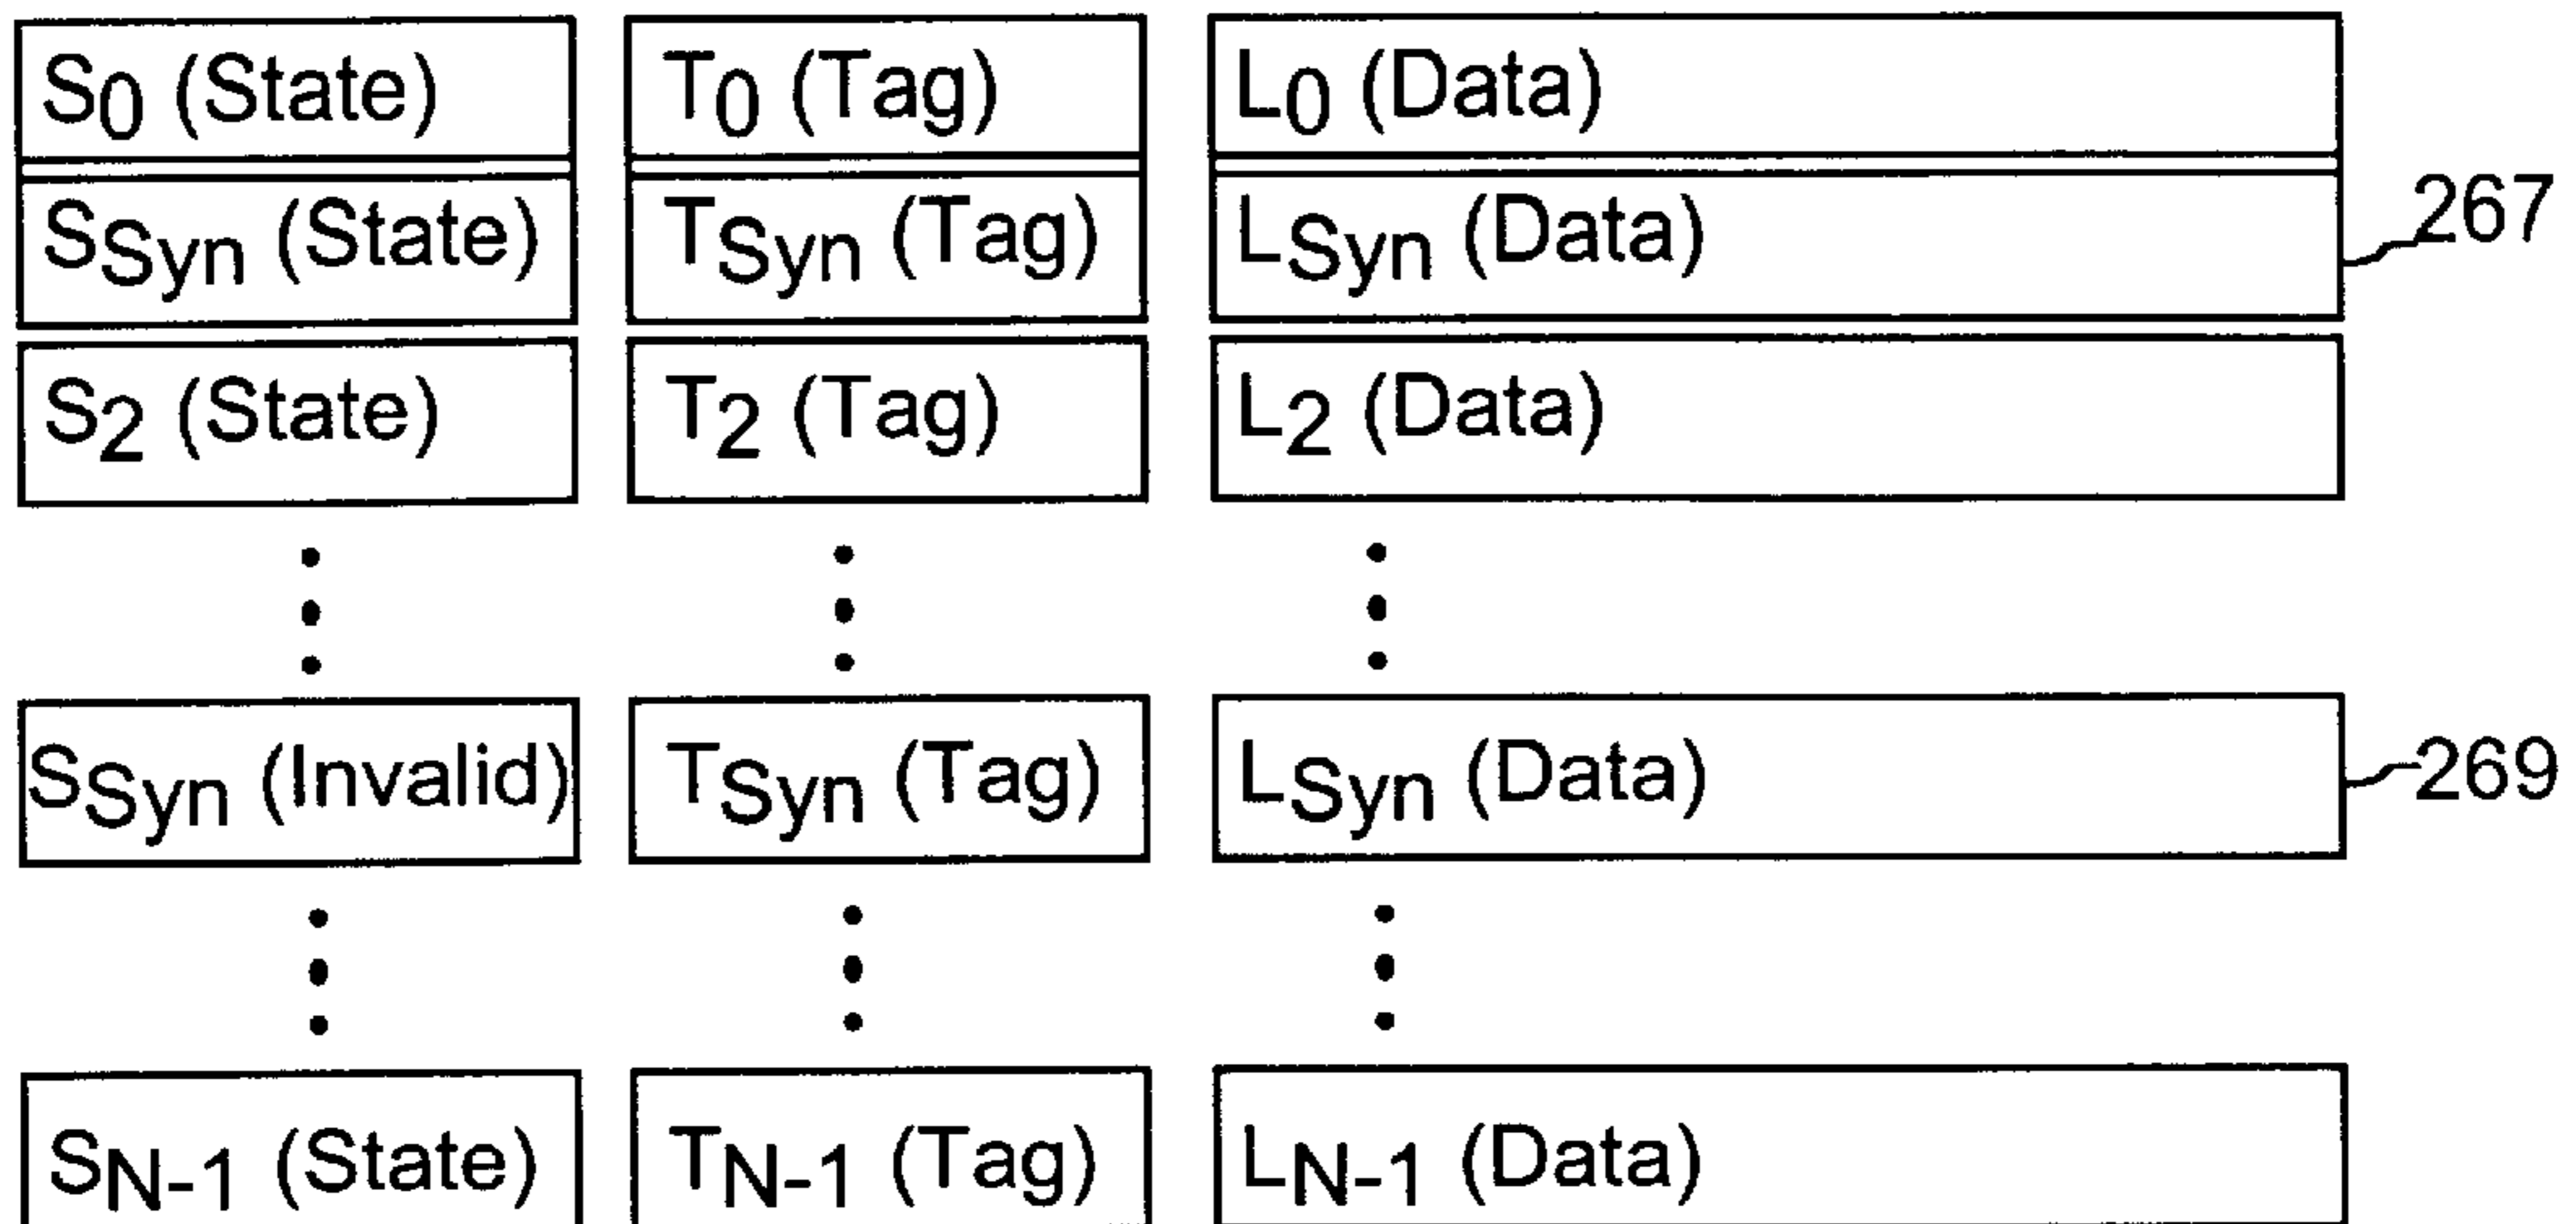 S0 (State) T0 (Tag) L0 (Data)
SSyn (State) TSyn (Tag) LSyn (Data) 267
S2 (State) T2 (Tag) L2 (Data)
SSyn (Invalid) TSyn (Tag) LSyn (Data) 269
SN-1 (State) TN-1 (Tag) LN-1 (Data)